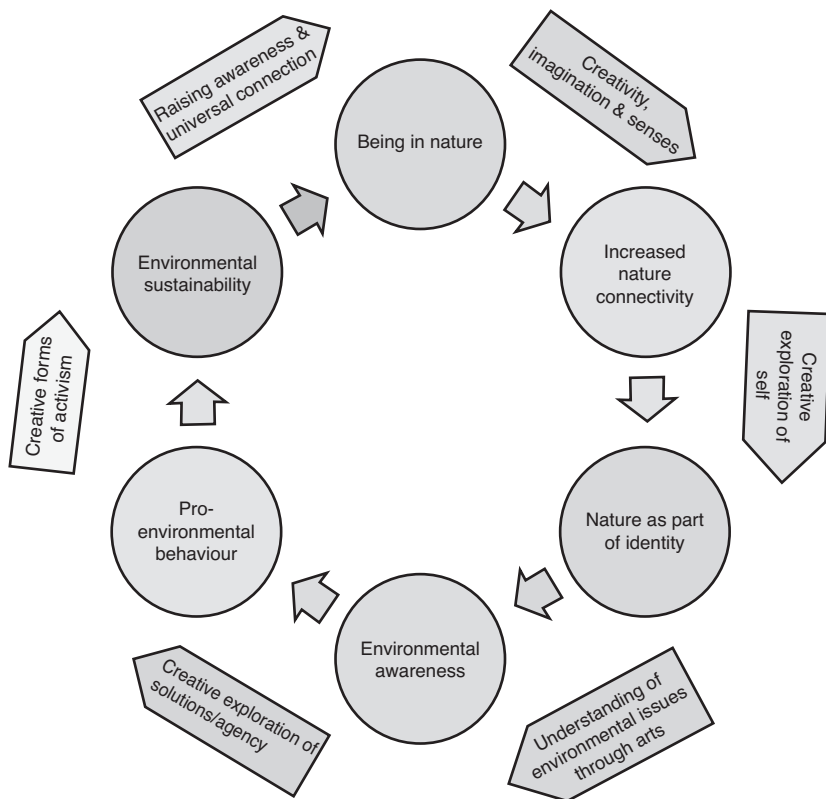 Raising awareness &
universal connection
Being in nature
Creativity,
imagination & senses
Increased
nature
connectivity
Creative
exploration of
self
Nature as part
of identity
Understanding of
environmental issues
through arts
Environmental
awareness
Creative exploration of
solutions/agency
Pro-
environmental
behaviour
Creative forms
of activism
Environmental
sustainability